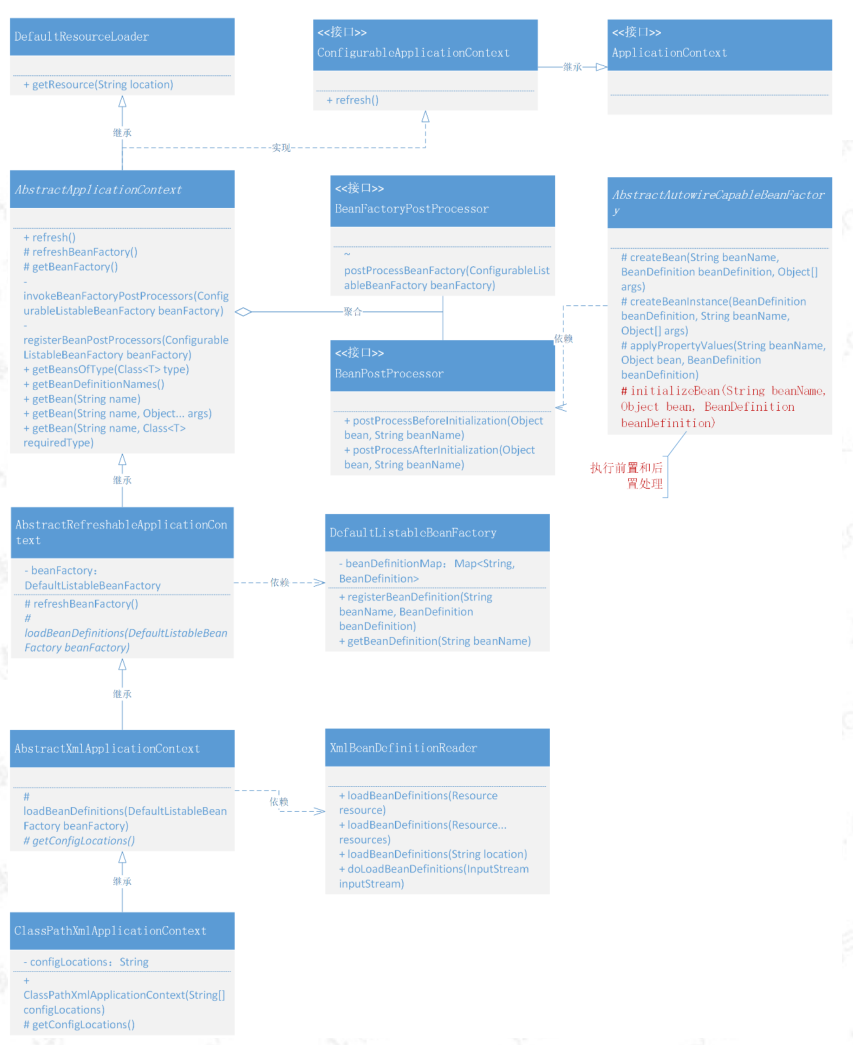 DefaultResourceLoader
+ getResource(String location)
<<接口>>
ConfigurableApplicationContext
+ refresh()
继承
<<接口>>
ApplicationContext
继承
实现
AbstractApplicationContext
+ refresh()
# refreshBeanFactory()
# getBeanFactory()
-
invokeBeanFactoryPostProcessors(Config
urableListableBeanFactory beanFactory)
-
registerBeanPostProcessors(Configurable
ListableBeanFactory beanFactory)
+ getBeansOfType(Class<T> type)
+ getBeanDefinitionNames()
+ getBean(String name)
+ getBean(String name, Object... args)
+ getBean(String name, Class<T>
requiredType)
聚合
<<接口>>
BeanFactoryPostProcessor
~
postProcessBeanFactory(ConfigurableList
ableBeanFactory beanFactory)
<<接口>>
BeanPostProcessor
+ postProcessBeforeInitialization(Object
bean, String beanName)
+ postProcessAfterInitialization(Object
bean, String beanName)
依赖
AbstractAutowireCapableBeanFactor
y
# createBean(String beanName,
BeanDefinition beanDefinition, Object[]
args)
# createBeanInstance(BeanDefinition
beanDefinition, String beanName,
Object[] args)
# applyPropertyValues(String beanName,
Object bean, BeanDefinition
beanDefinition)
# initializeBean(String beanName,
Object bean, BeanDefinition
beanDefinition)
执行前置和后
置处理
继承
AbstractRefreshableApplicationCon
text
- beanFactory：
DefaultListableBeanFactory
# refreshBeanFactory()
#
loadBeanDefinitions(DefaultListableBean
Factory beanFactory)
依赖
DefaultListableBeanFactory
- beanDefinitionMap：Map<String,
BeanDefinition>
+ registerBeanDefinition(String
beanName, BeanDefinition
beanDefinition)
+ getBeanDefinition(String beanName)
继承
AbstractXmlApplicationContext
#
loadBeanDefinitions(DefaultListableBean
Factory beanFactory)
# getConfigLocations()
依赖
XmlBeanDefinitionReader
+ loadBeanDefinitions(Resource
resource)
+ loadBeanDefinitions(Resource...
resources)
+ loadBeanDefinitions(String location)
+ doLoadBeanDefinitions(InputStream
inputStream)
继承
ClassPathXmlApplicationContext
- configLocations：String
+
ClassPathXmlApplicationContext(String[]
configLocations)
# getConfigLocations()